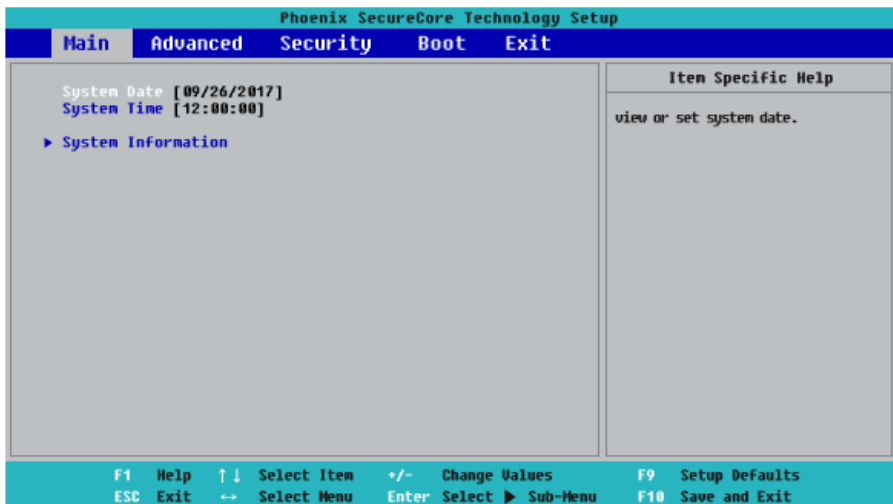 Phoenix SecureCore Technology Setup
Main Advanced Security Boot Exit
System Date [09/26/2017]
System Time [12:00:00]
▶ System Information
Item Specific Help
view or set system date.
F1 Help ↑↓ Select Item +/- Change Values F9 Setup Defaults
ESC Exit ↔ Select Menu Enter Select ▶ Sub-Menu F10 Save and Exit